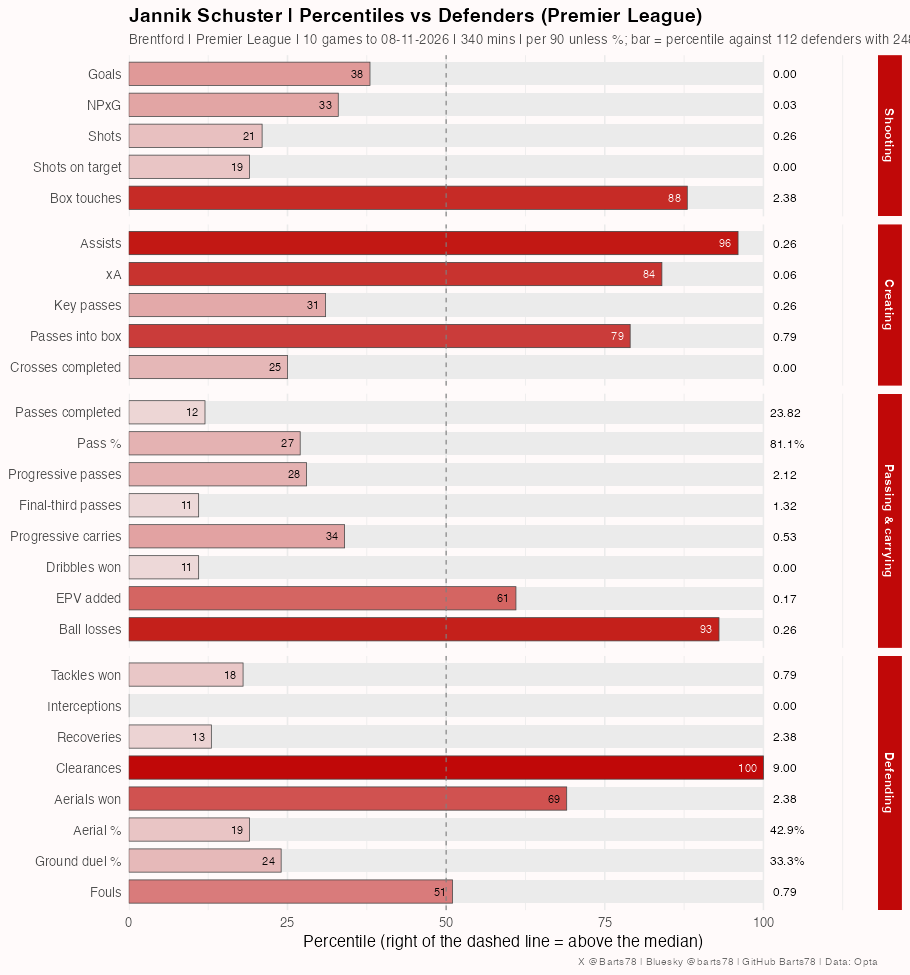 Jannik Schuster | Percentiles vs Defenders (Premier League)
Brentford | Premier League | 10 games to 08-11-2026 | 340 mins | per 90 unless %; bar = percentile against 112 defenders with 248
Goals 38 0.00
NPxG 33 0.03
Shots 21 0.26
Shots on target 19 0.00
Box touches 88 2.38
Shooting
Assists 96 0.26
xA 84 0.06
Key passes 31 0.26
Passes into box 79 0.79
Crosses completed 25 0.00
Creating
Passes completed 12 23.82
Pass % 27 81.1%
Progressive passes 28 2.12
Final-third passes 11 1.32
Progressive carries 34 0.53
Dribbles won 11 0.00
EPV added 61 0.17
Ball losses 93 0.26
Passing & carrying
Tackles won 18 0.79
Interceptions 0.00
Recoveries 13 2.38
Clearances 100 9.00
Aerials won 69 2.38
Aerial % 19 42.9%
Ground duel % 24 33.3%
Fouls 51 0.79
Defending
0 25 50 75 100
Percentile (right of the dashed line = above the median)
X @Barts78 | Bluesky @barts78 | GitHub Barts78 | Data: Opta